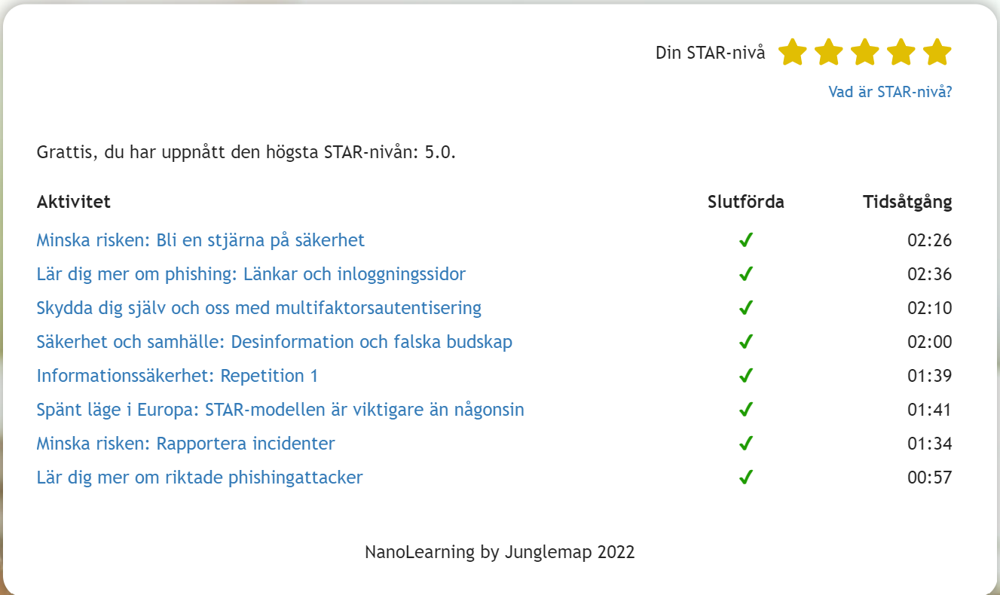 Din STAR-nivå
Vad är STAR-nivå?
Grattis, du har uppnått den högsta STAR-nivån: 5.0.
Aktivitet Slutförda Tidsåtgång
Minska risken: Bli en stjärna på säkerhet 02:26
Lär dig mer om phishing: Länkar och inloggningssidor 02:36
Skydda dig själv och oss med multifaktorsautentisering 02:10
Säkerhet och samhälle: Desinformation och falska budskap 02:00
Informationssäkerhet: Repetition 1 01:39
Spänt läge i Europa: STAR-modellen är viktigare än någonsin 01:41
Minska risken: Rapportera incidenter 01:34
Lär dig mer om riktade phishingattacker 00:57
NanoLearning by Junglemap 2022